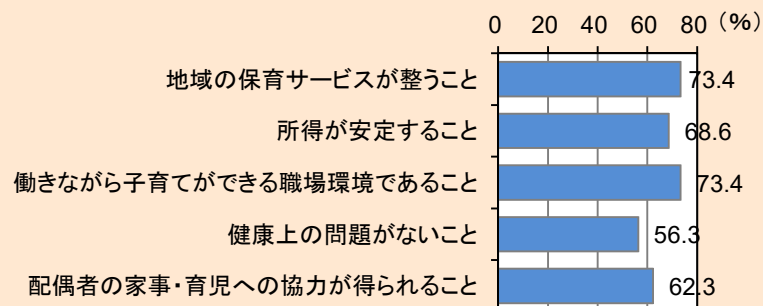 0 20 40 60 80 (%)
地域の保育サービスが整うこと 73.4
所得が安定すること 68.6
働きながら子育てができる職場環境であること 73.4
健康上の問題がないこと 56.3
配偶者の家事・育児への協力が得られること 62.3